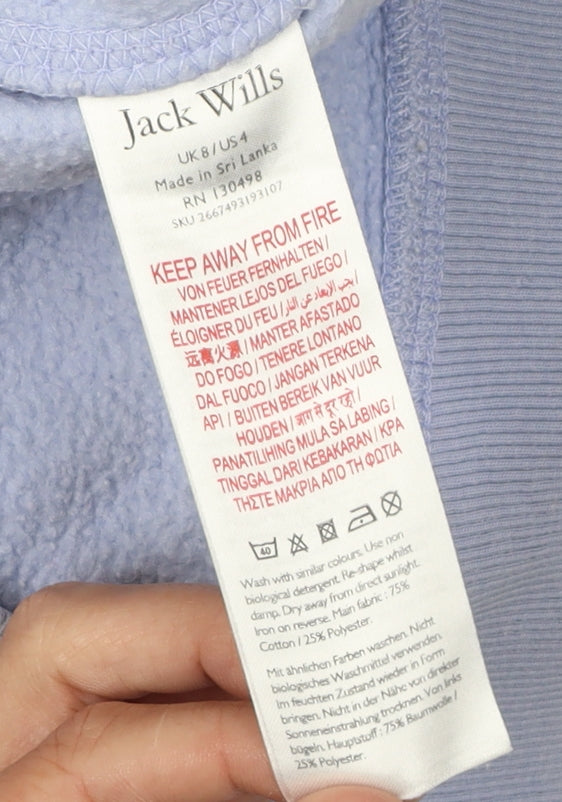 Jack Wills
UK 8 / US 4
Made in Sri Lanka
RN 130498
SKU 2667493193107
KEEP AWAY FROM FIRE
VON FEUER FERNHALTEN /
MANTENER LEJOS DEL FUEGO /
ÉLOIGNER DU FEU / يجب الإبعاد عن النار /
远离火源 / MANTER AFASTADO
DO FOGO / TENERE LONTANO
DAL FUOCO / JANGAN TERKENA
API / BUITEN BEREIK VAN VUUR
HOUDEN / आग से दूर रहो /
PANATILIHING MULA SA LABING /
TINGGAL DARI KEBAKARAN / ΚΡΑ
ΤΗΣΤΕ ΜΑΚΡΙΑ ΑΠΟ ΤΗ ΦΩΤΙΑ
40
Wash with similar colours. Use non
biological detergent. Re-shape whilst
damp. Dry away from direct sunlight.
Iron on reverse. Main fabric : 75%
Cotton / 25% Polyester.
Mit ähnlichen Farben waschen. Nicht
biologisches Waschmittel verwenden.
Im feuchten Zustand wieder in Form
bringen. Nicht in der Nähe von direkter
Sonneneinstrahlung trocknen. Von links
bügeln. Hauptstoff : 75% Baumwolle /
25% Polyester.